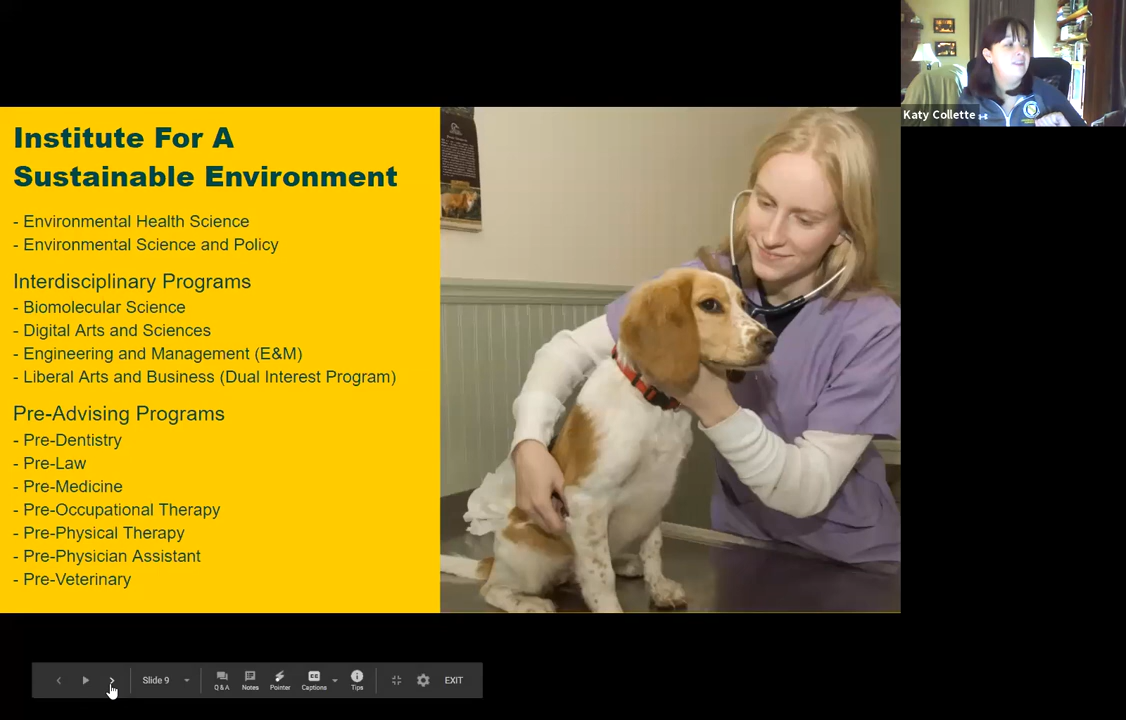 Institute For A
Sustainable Environment
- Environmental Health Science
- Environmental Science and Policy
Interdisciplinary Programs
- Biomolecular Science
- Digital Arts and Sciences
- Engineering and Management (E&M)
- Liberal Arts and Business (Dual Interest Program)
Pre-Advising Programs
- Pre-Dentistry
- Pre-Law
- Pre-Medicine
- Pre-Occupational Therapy
- Pre-Physical Therapy
- Pre-Physician Assistant
- Pre-Veterinary
Katy Collette
Slide 9
Q&A
Notes
Pointer
CC
Captions
Tips
EXIT